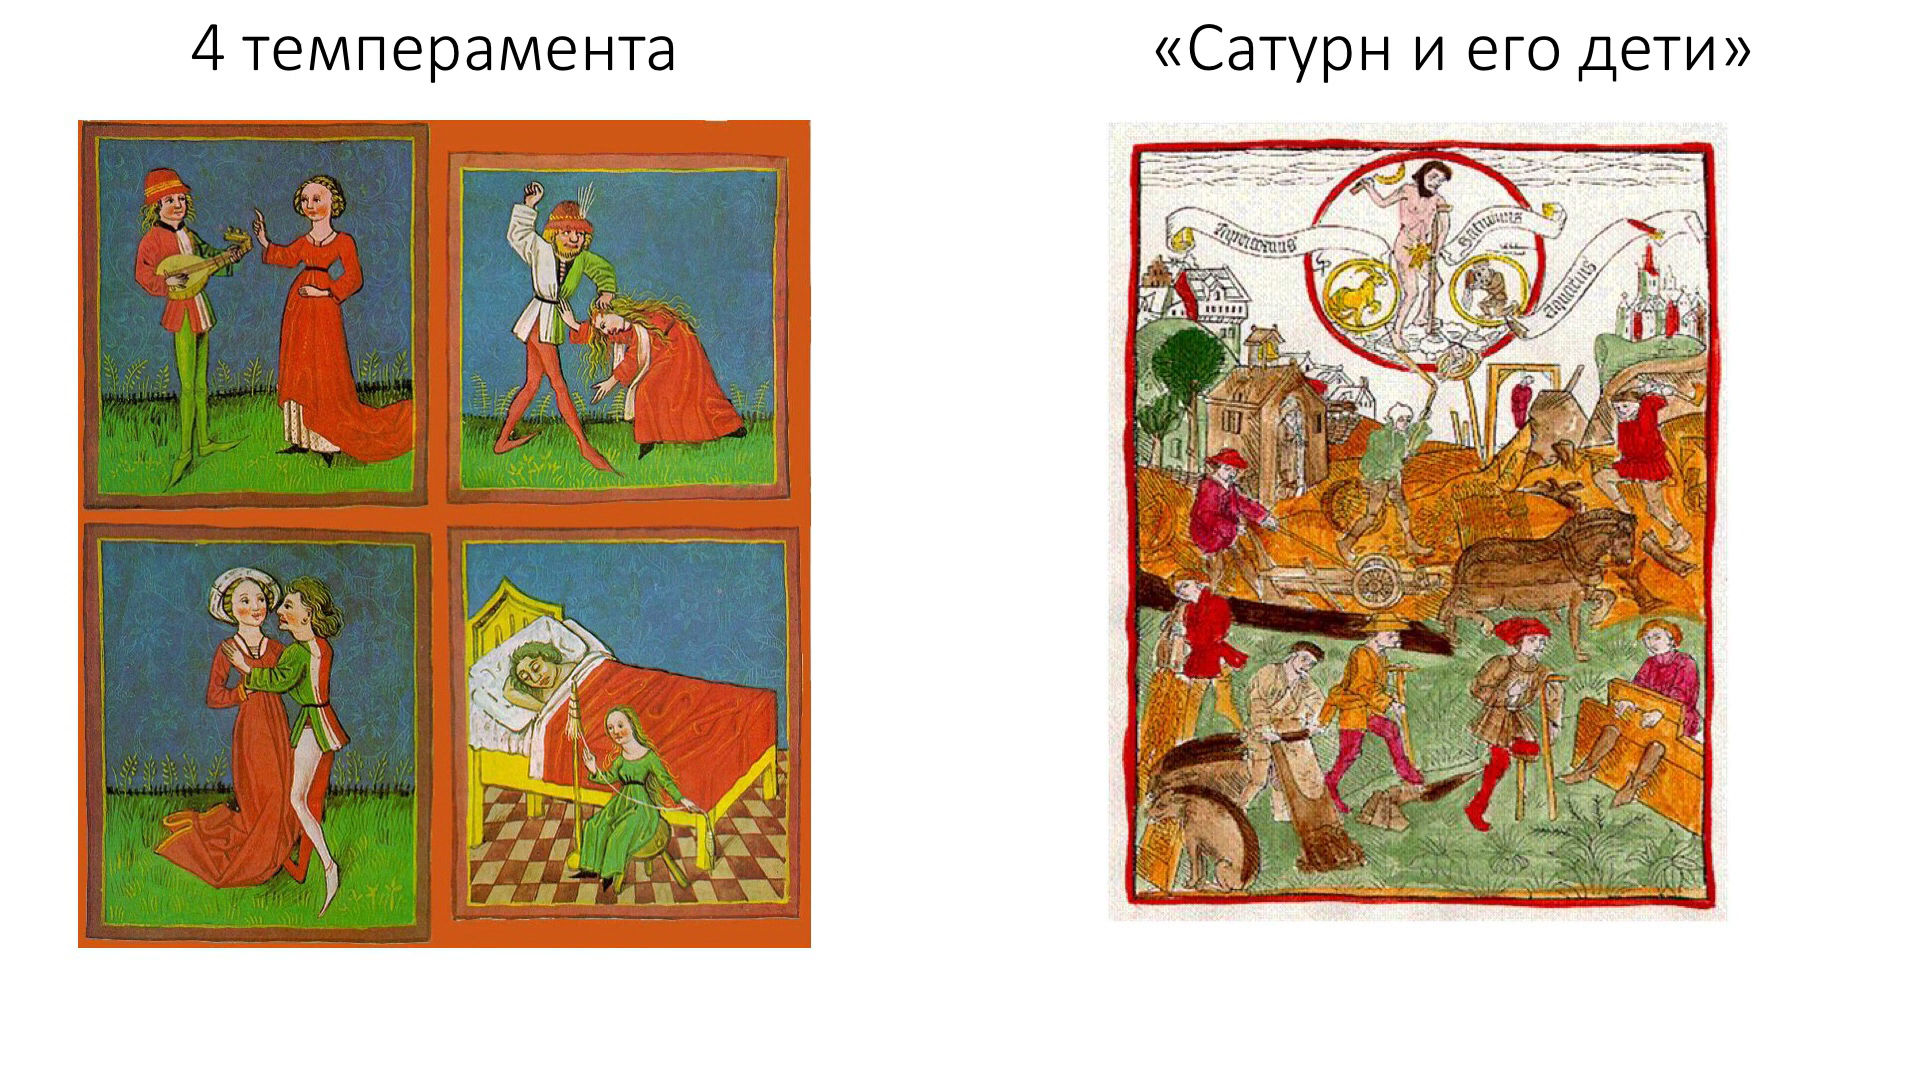 4 темперамента
«Сатурн и его дети»